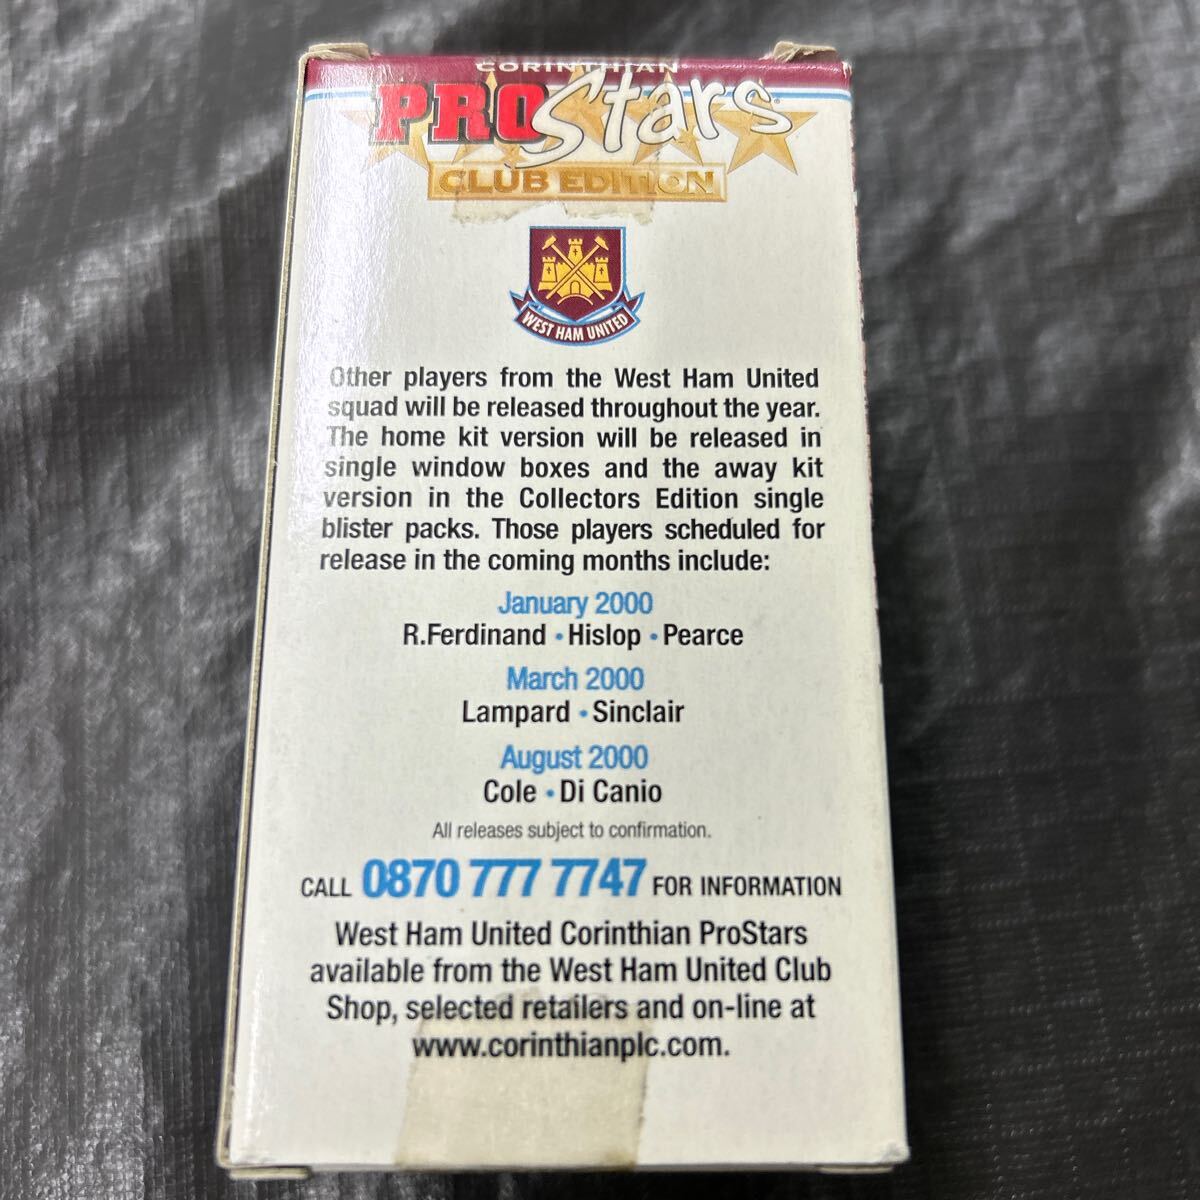 CORINTHIAN
PROStars
CLUB EDITION
WEST HAM UNITED
Other players from the West Ham United
squad will be released throughout the year.
The home kit version will be released in
single window boxes and the away kit
version in the Collectors Edition single
blister packs. Those players scheduled for
release in the coming months include:
January 2000
R.Ferdinand • Hislop • Pearce
March 2000
Lampard • Sinclair
August 2000
Cole • Di Canio
All releases subject to confirmation.
CALL 0870 777 7747 FOR INFORMATION
West Ham United Corinthian ProStars
available from the West Ham United Club
Shop, selected retailers and on-line at
www.corinthianplc.com.